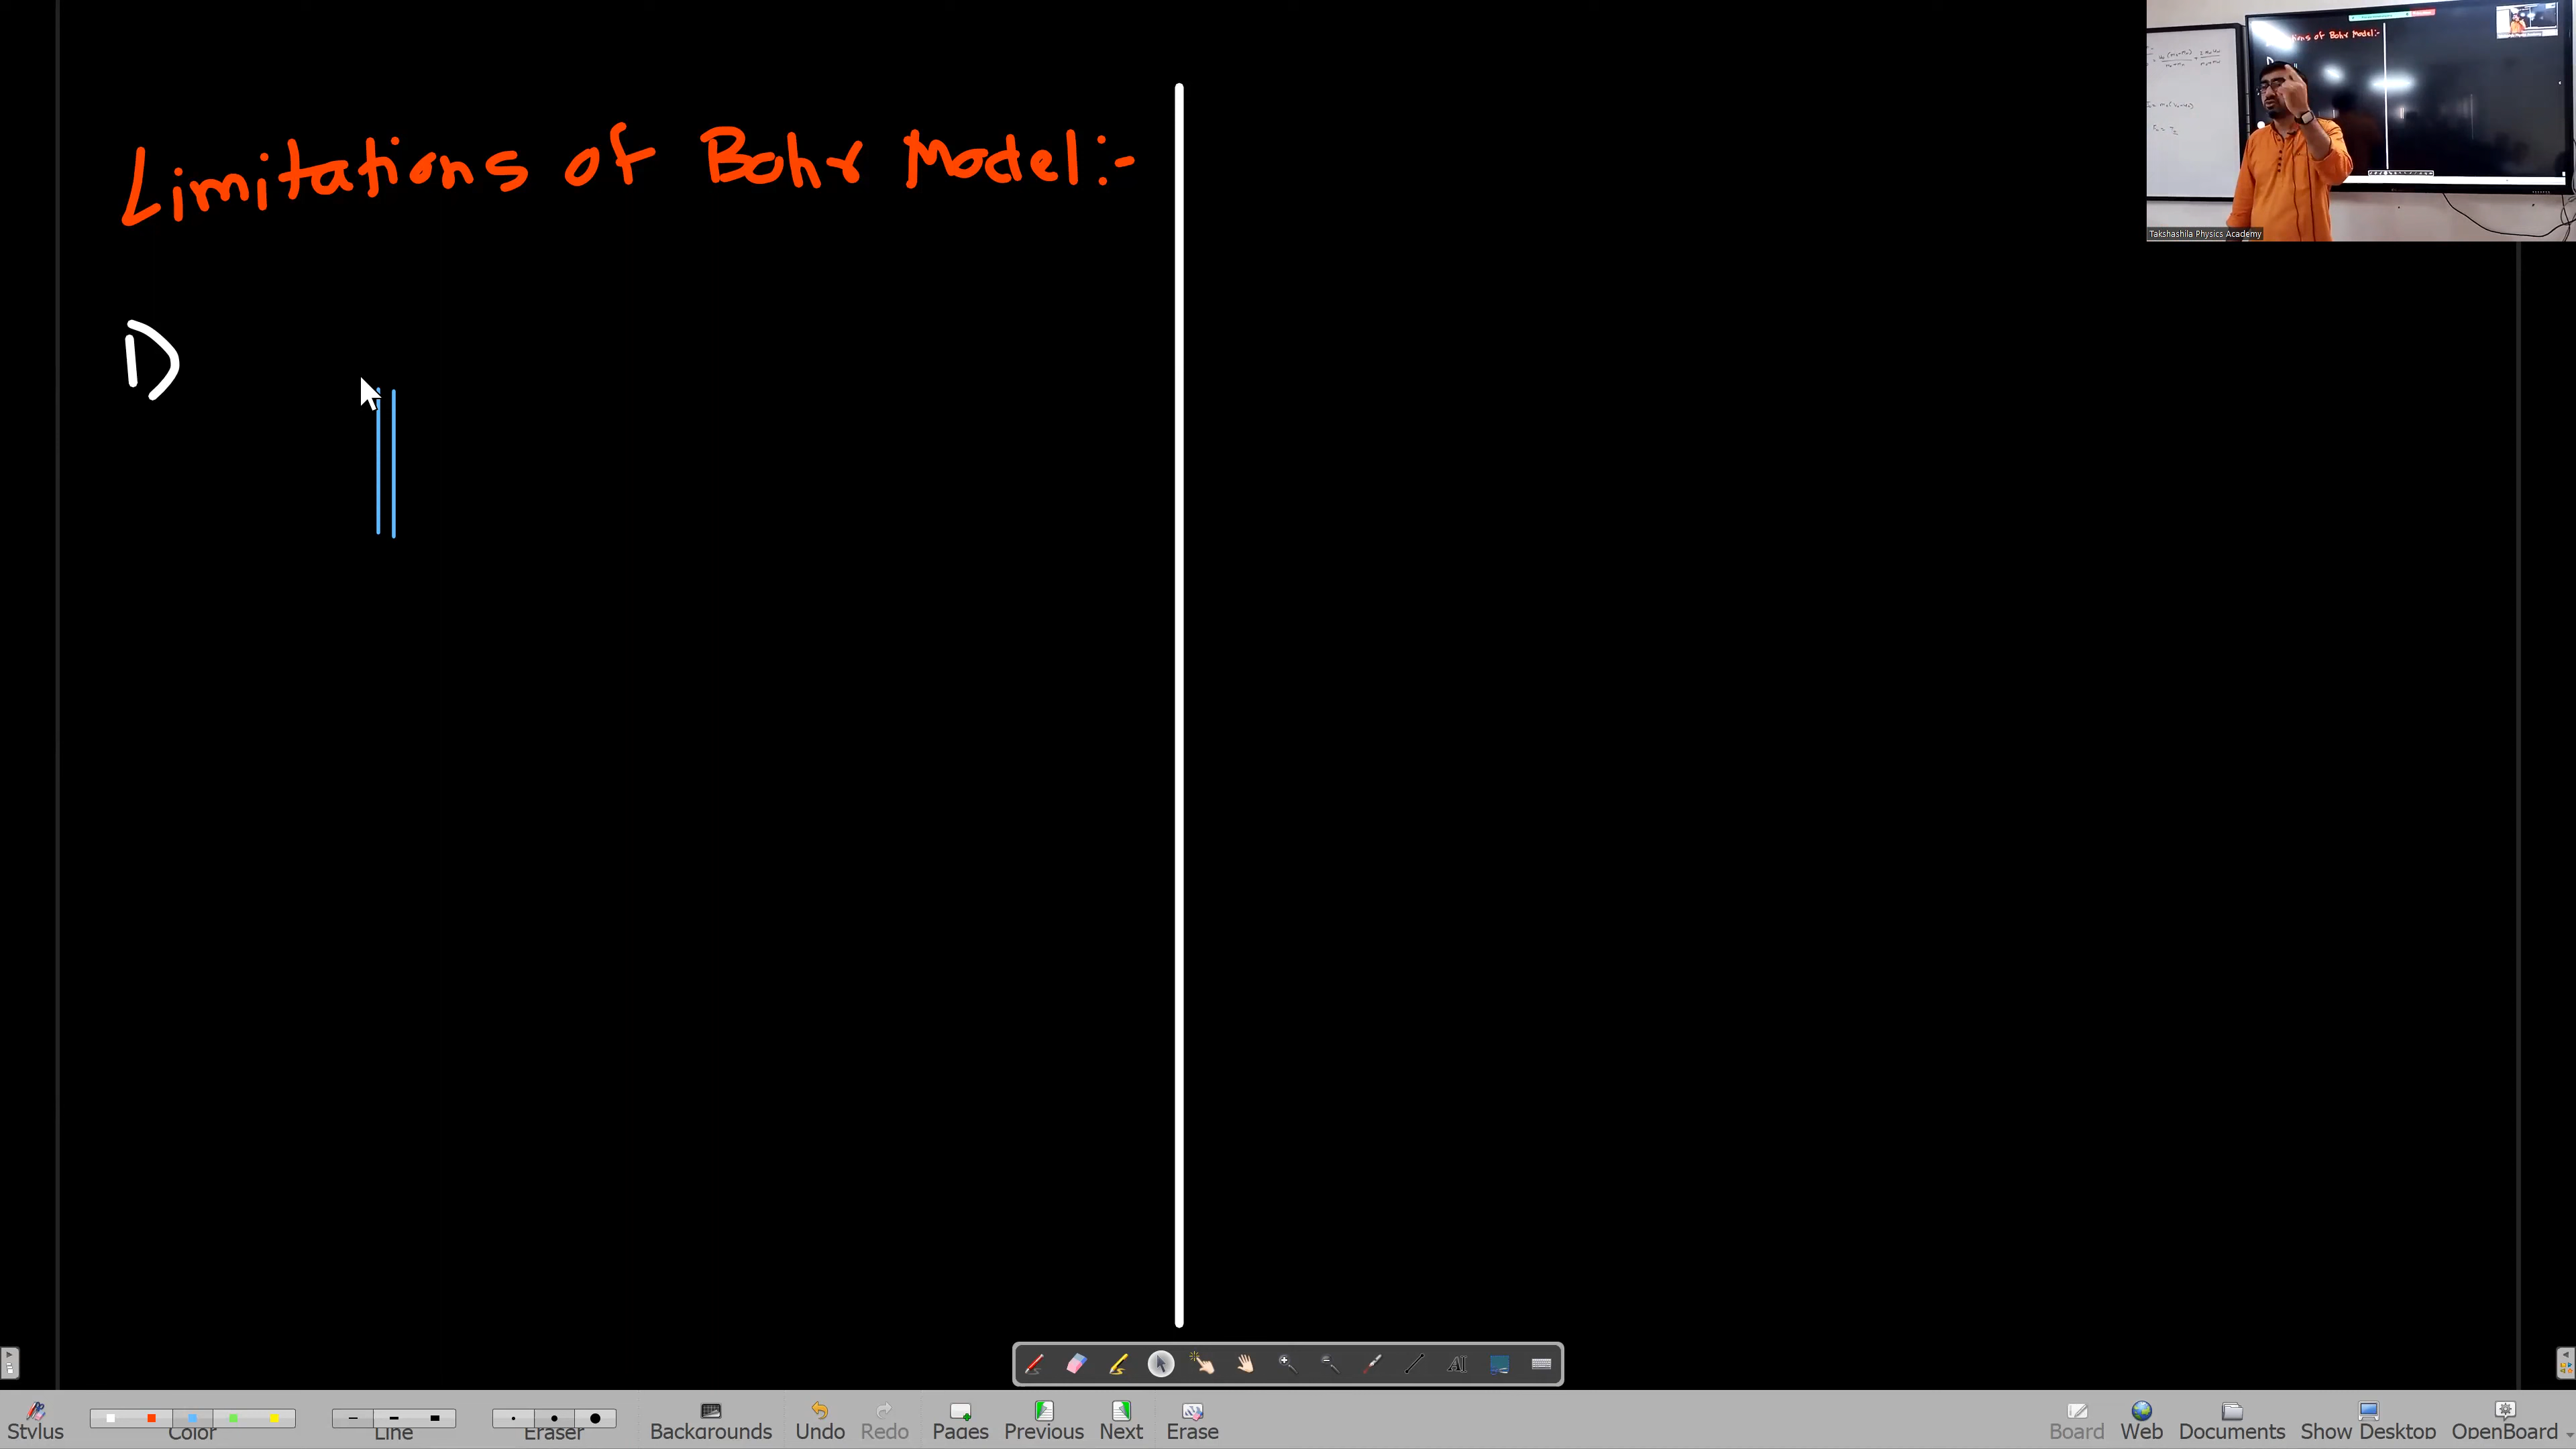 Limitations of Bohr Model:-
1)
Takshashila Physics Academy
Stylus
Color
Line
Eraser
Backgrounds
Undo
Redo
Pages
Previous
Next
Erase
Board
Web
Documents
Show Desktop
OpenBoard